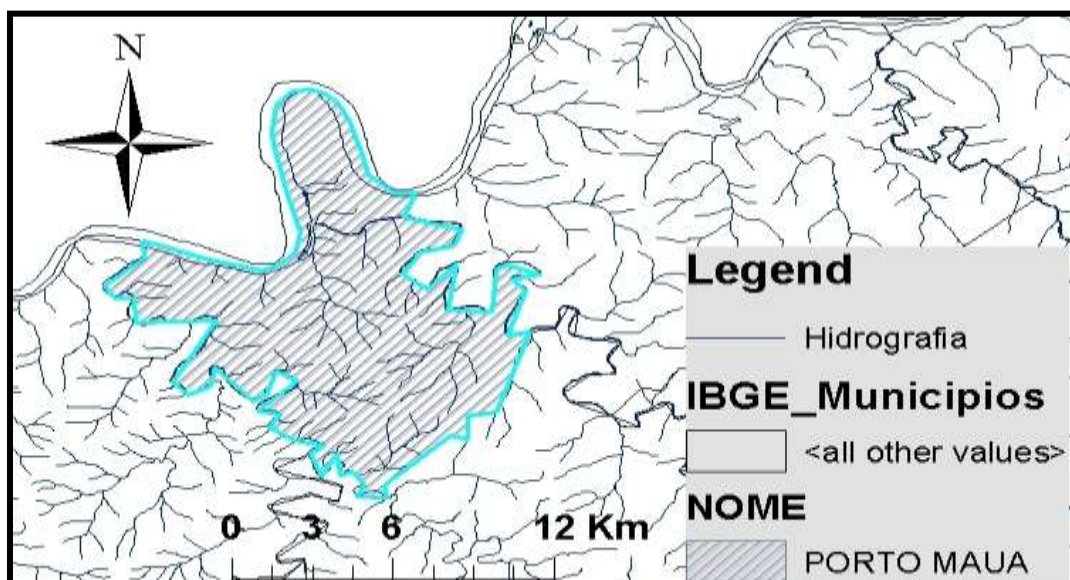 N
Legend
Hidrografia
IBGE_Municipios
<all other values>
NOME
PORTO MAUA
0 3 6 12 Km